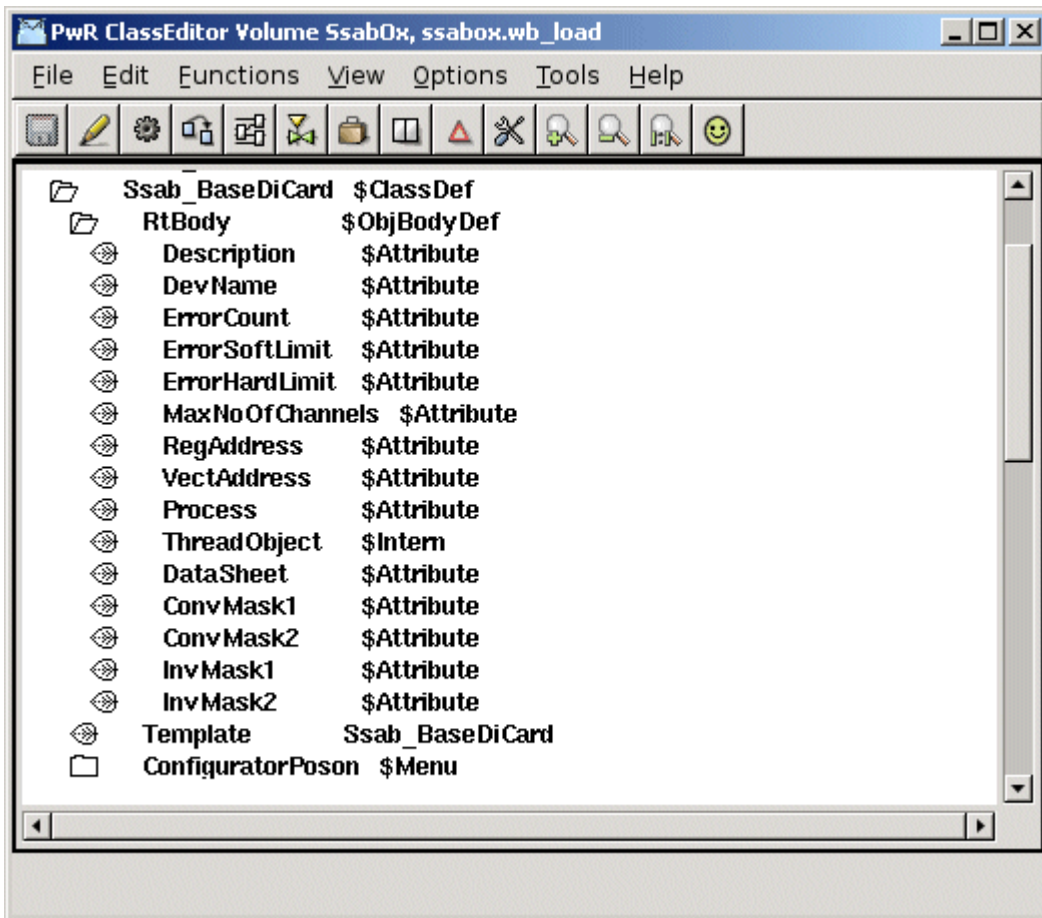 PwR ClassEditor Volume SsabOx, ssabox.wb_load
File Edit Functions View Options Tools Help
Ssab_BaseDiCard $ClassDef
RtBody $ObjBodyDef
Description $Attribute
DevName $Attribute
ErrorCount $Attribute
ErrorSoftLimit $Attribute
ErrorHardLimit $Attribute
MaxNoOfChannels $Attribute
RegAddress $Attribute
VectAddress $Attribute
Process $Attribute
ThreadObject $Intern
DataSheet $Attribute
ConvMask1 $Attribute
ConvMask2 $Attribute
InvMask1 $Attribute
InvMask2 $Attribute
Template Ssab_BaseDiCard
ConfiguratorPoson $Menu